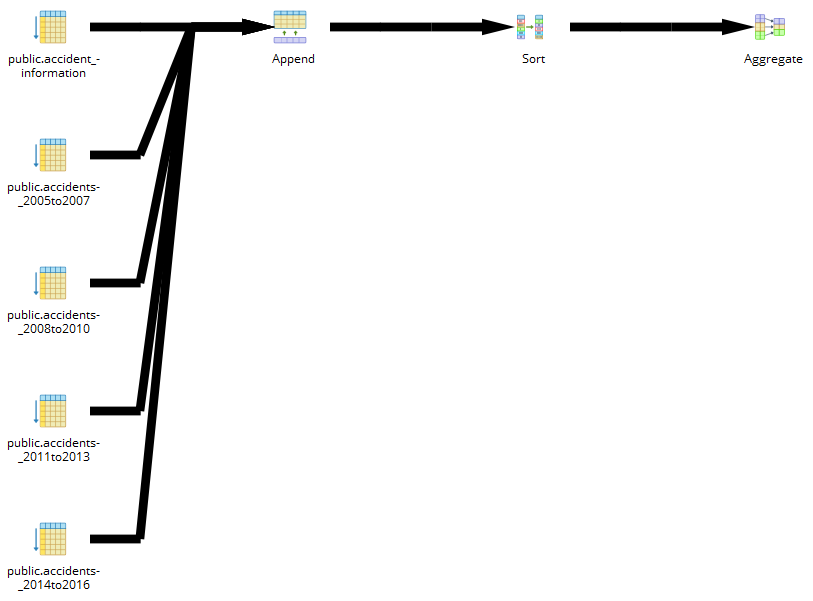 public.accident_-
information
Append
Sort
Aggregate
public.accidents-
_2005to2007
public.accidents-
_2008to2010
public.accidents-
_2011to2013
public.accidents-
_2014to2016